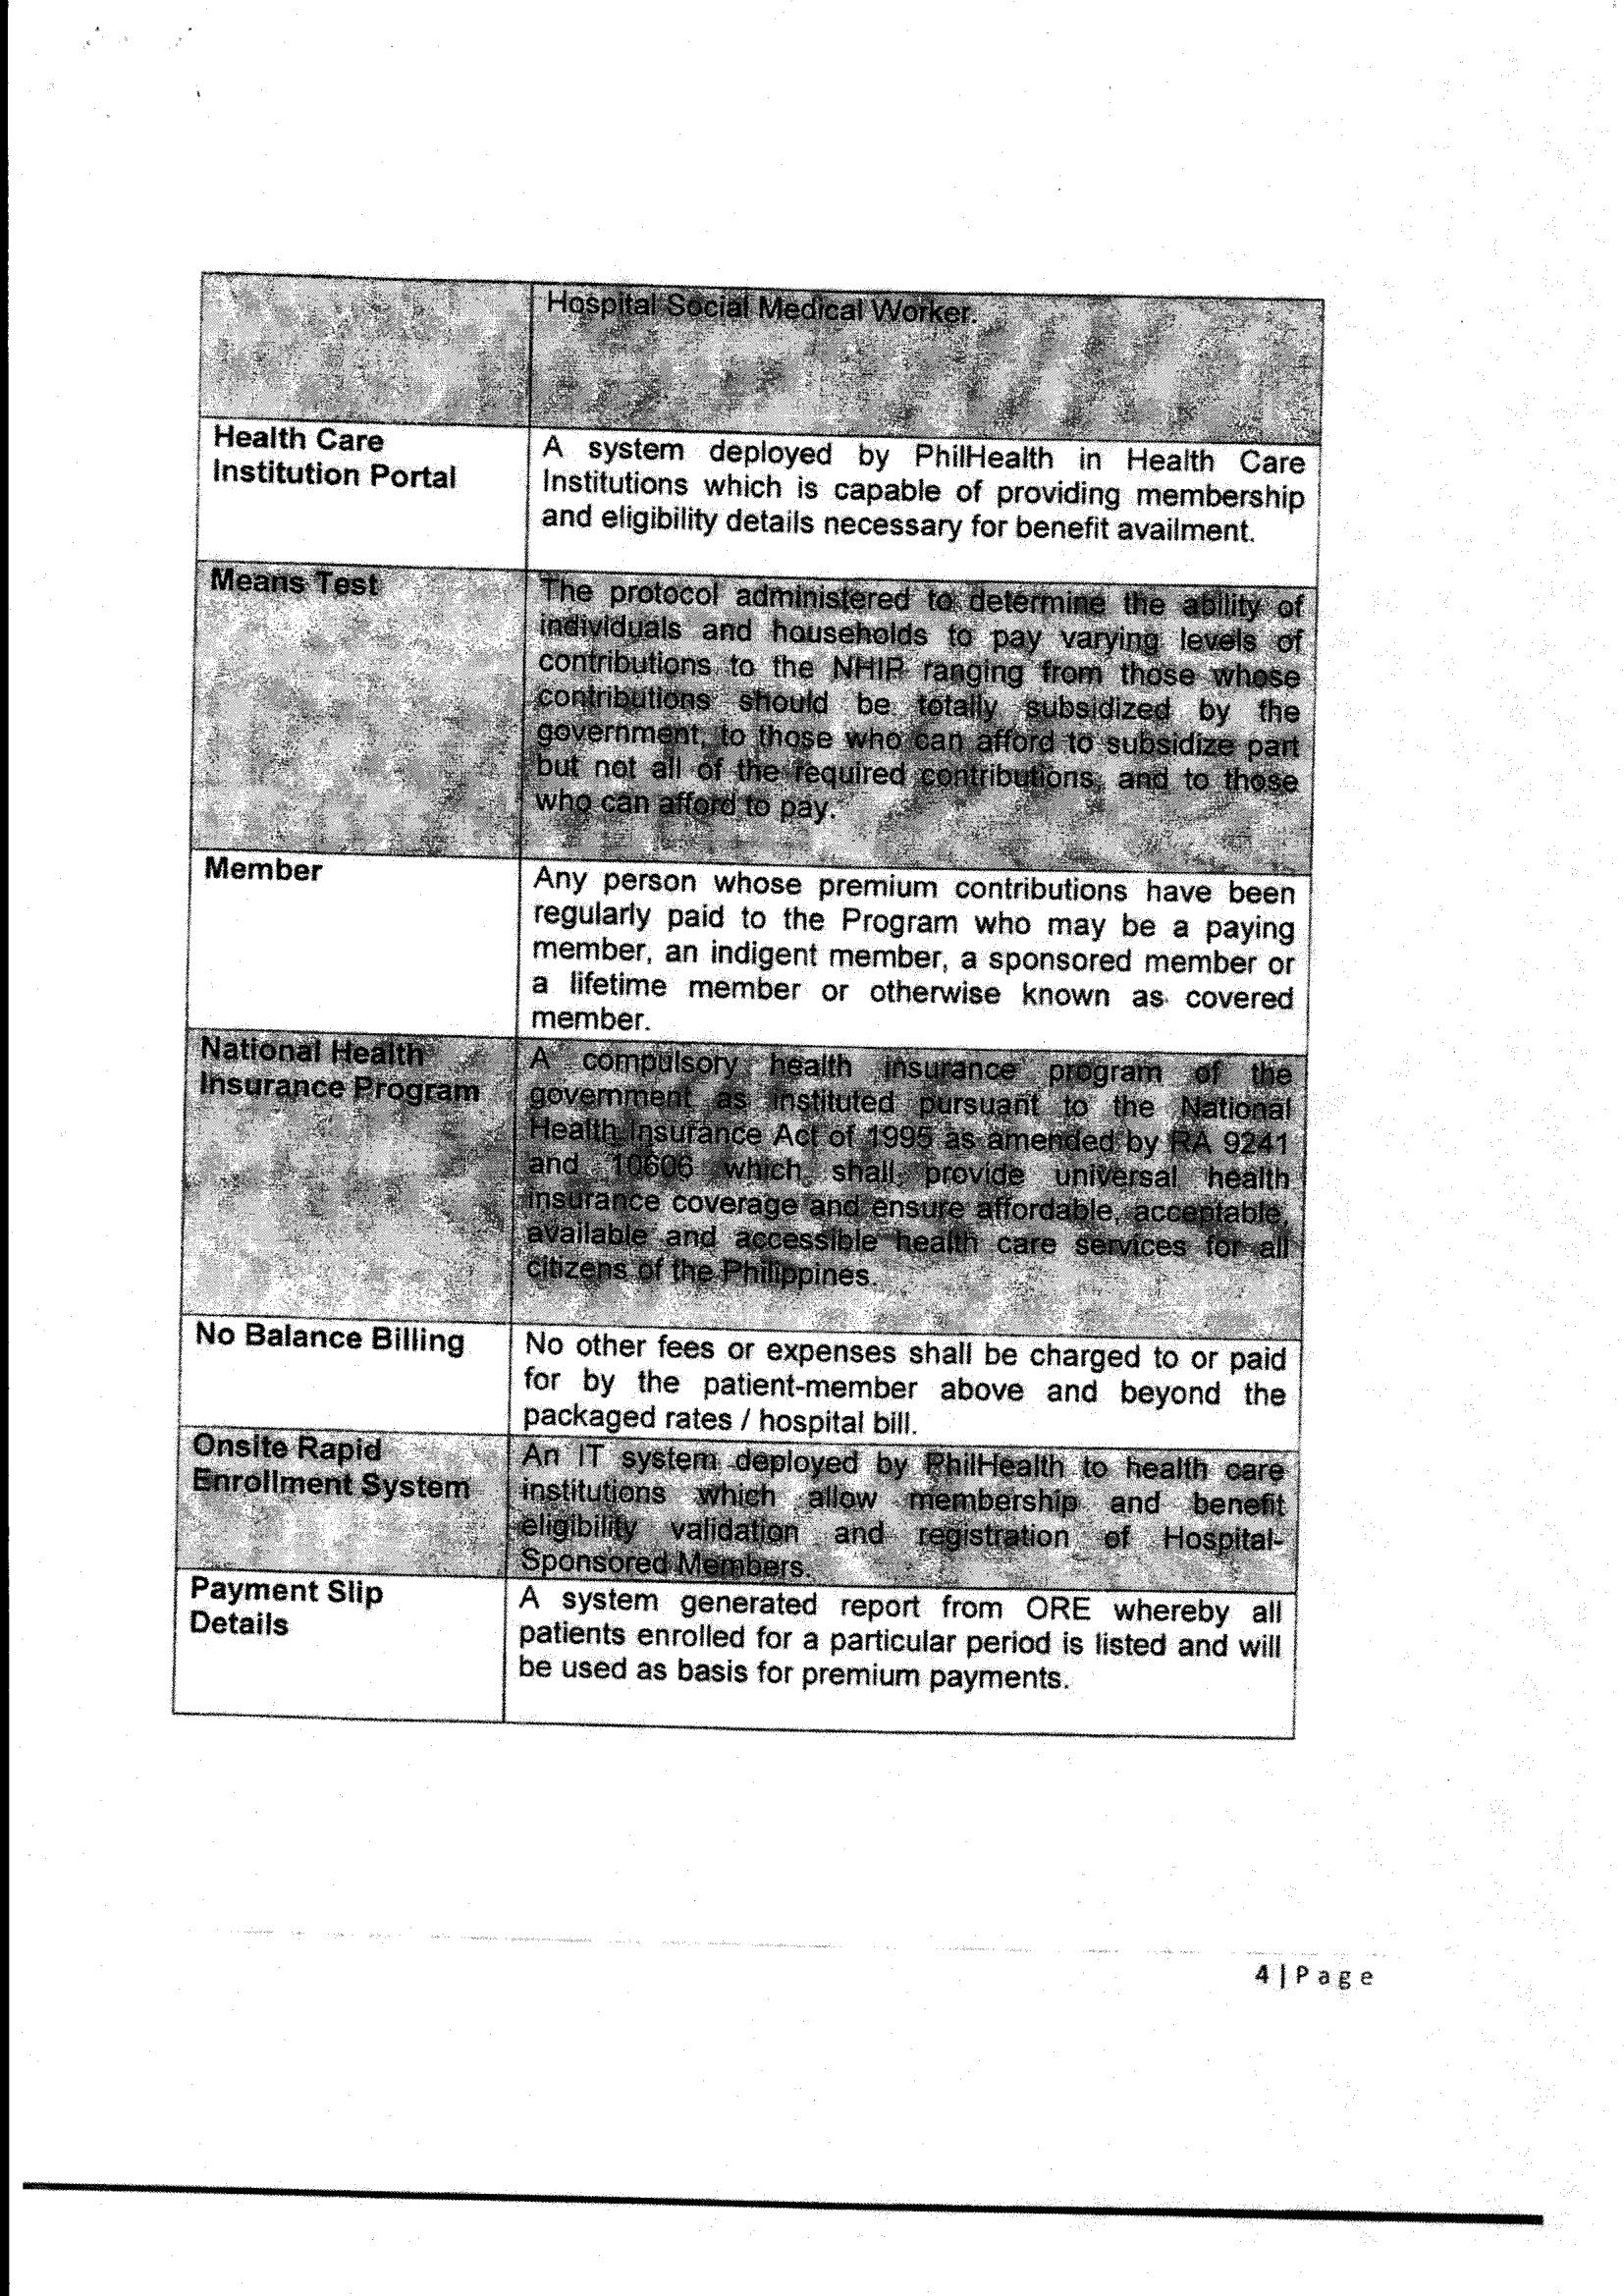 Hospital Social Medical Worker.
Health Care
Institution Portal
A system deployed by PhilHealth in Health Care
Institutions which is capable of providing membership
and eligibility details necessary for benefit availment.
Means Test
The protocol administered to determine the ability of
individuals and households to pay varying levels of
contributions to the NHIP ranging from those whose
contributions should be totally subsidized by the
government, to those who can afford to subsidize part
but not all of the required contributions, and to those
who can afford to pay.
Member
Any person whose premium contributions have been
regularly paid to the Program who may be a paying
member, an indigent member, a sponsored member or
a lifetime member or otherwise known as covered
member.
National Health
Insurance Program
A compulsory health insurance program of the
government as instituted pursuant to the National
Health Insurance Act of 1995 as amended by RA 9241
and 10606 which shall provide universal health
insurance coverage and ensure affordable, acceptable,
available and accessible health care services for all
citizens of the Philippines.
No Balance Billing
No other fees or expenses shall be charged to or paid
for by the patient-member above and beyond the
packaged rates / hospital bill.
Onsite Rapid
Enrollment System
An IT system deployed by PhilHealth to health care
institutions which allow membership and benefit
eligibility validation and registration of Hospital-
Sponsored Members.
Payment Slip
Details
A system generated report from ORE whereby all
patients enrolled for a particular period is listed and will
be used as basis for premium payments.
4 | P a g e